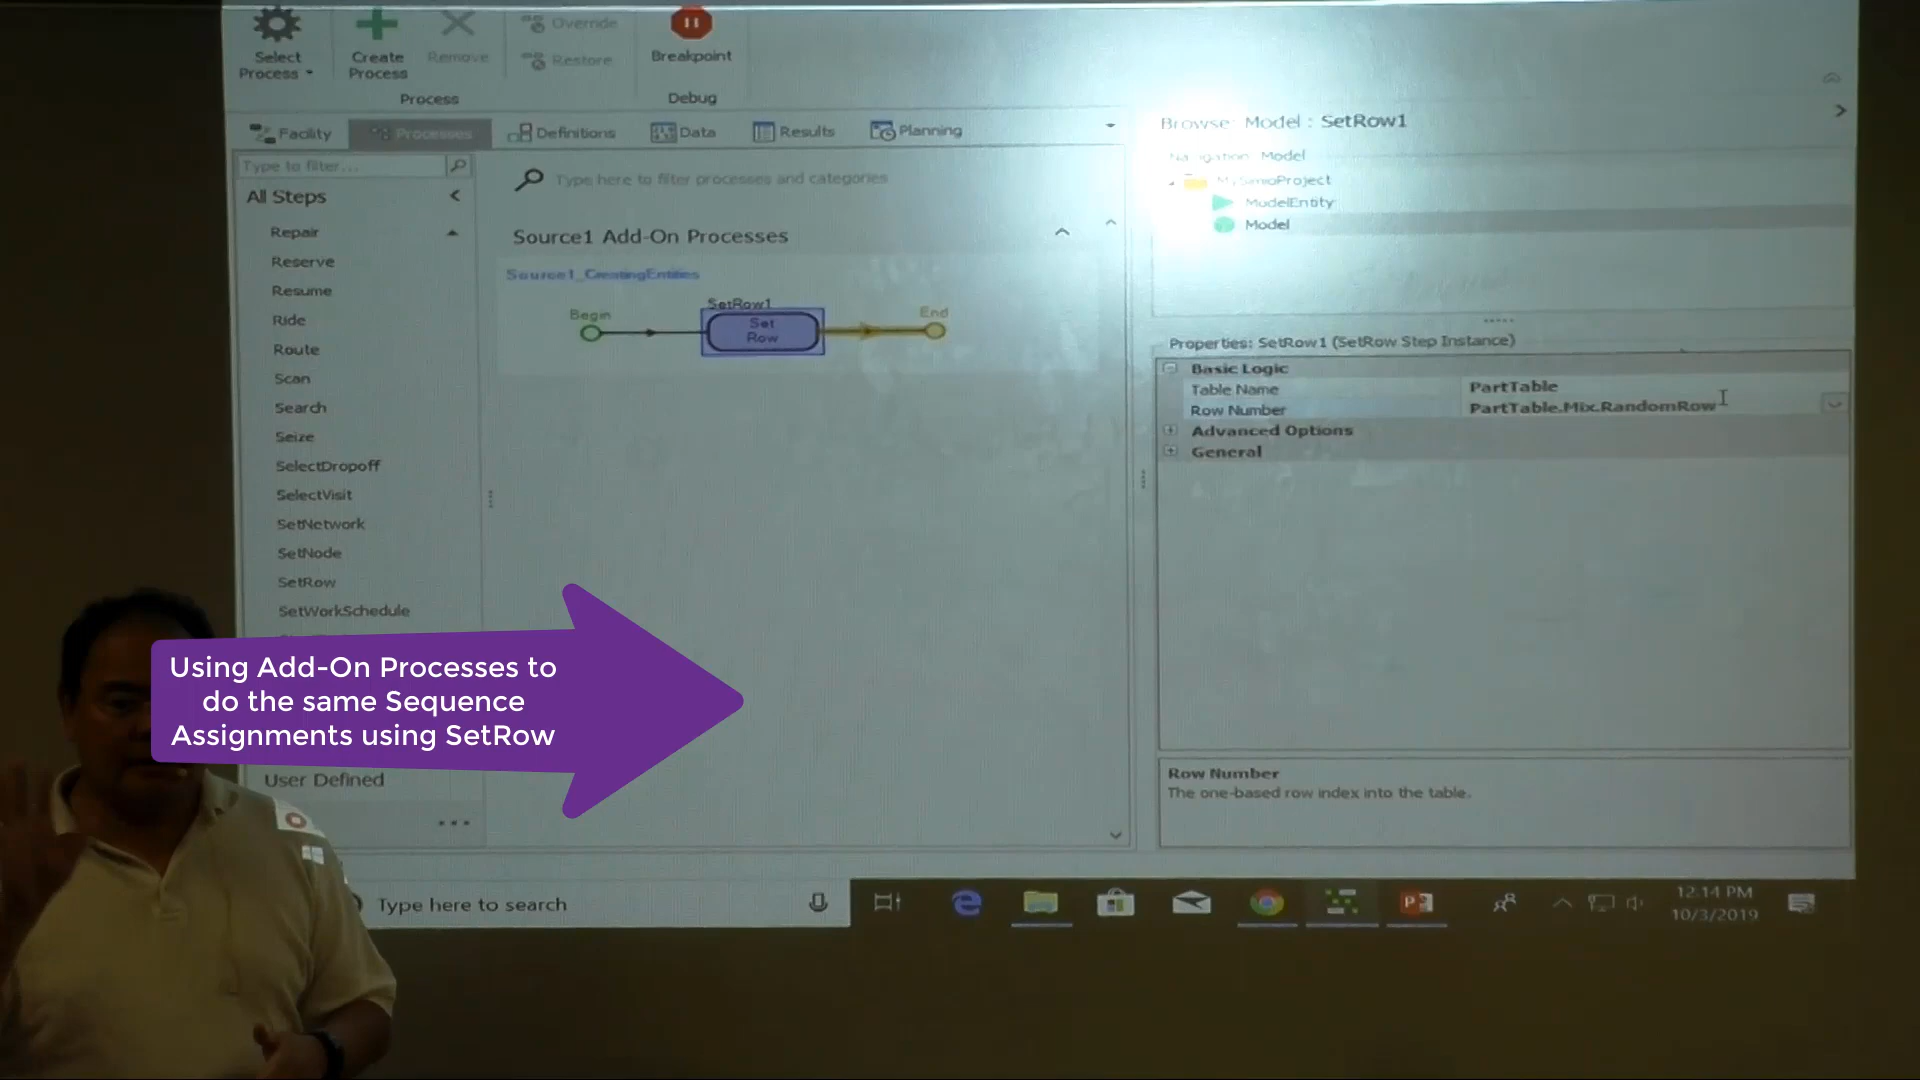 Select
Process
Create
Process
Remove
Override
Restore
Breakpoint
Process
Debug
Facility
Processes
Definitions
Data
Results
Planning
Type to filter...
All Steps
Repair
Reserve
Resume
Ride
Route
Scan
Search
Seize
SelectDropoff
SelectVisit
SetNetwork
SetNode
SetRow
SetWorkSchedule
User Defined
Type here to filter processes and categories
Source1 Add-On Processes
Source1_CreatingEntities
Begin
SetRow1
Set
Row
End
Using Add-On Processes to
do the same Sequence
Assignments using SetRow
Browse: Model : SetRow1
Navigation: Model
MySimioProject
ModelEntity
Model
Properties: SetRow1 (SetRow Step Instance)
Basic Logic
Table Name PartTable
Row Number PartTable.Mix.RandomRow
Advanced Options
General
Row Number
The one-based row index into the table.
Type here to search
12:14 PM
10/3/2019